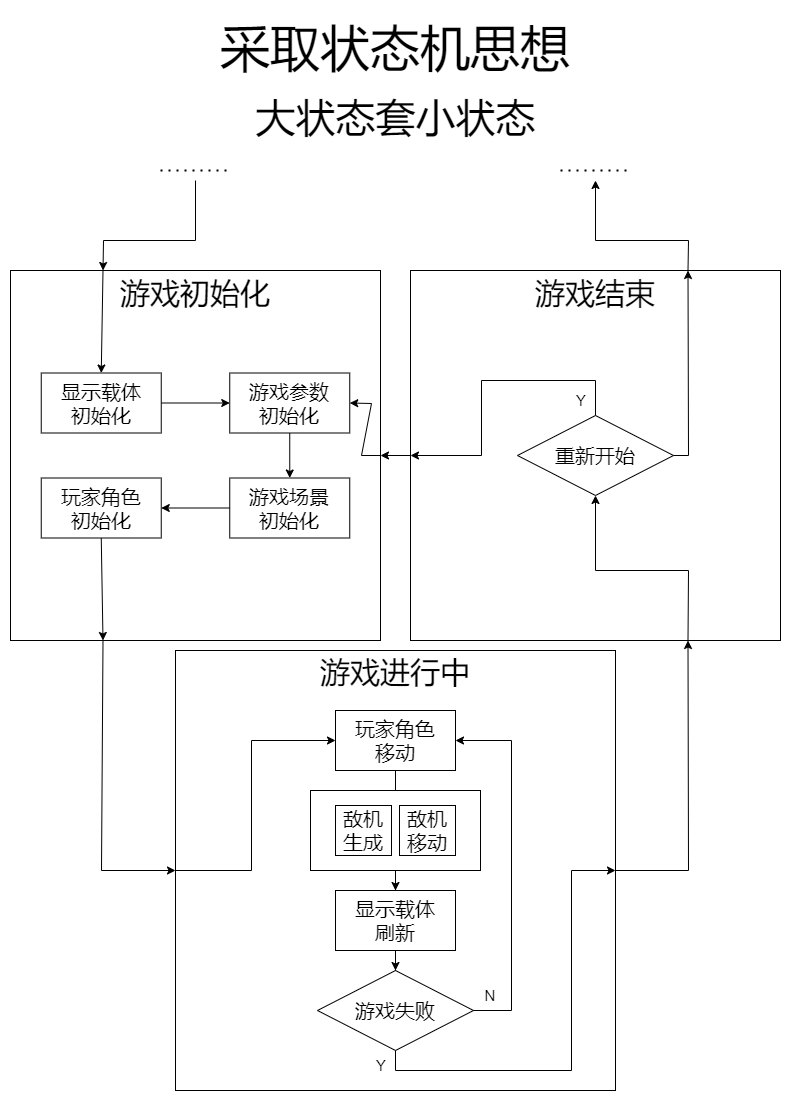 采取状态机思想
大状态套小状态
.........
.........
游戏初始化
显示载体
初始化
游戏参数
初始化
玩家角色
初始化
游戏场景
初始化
游戏结束
Y
重新开始
游戏进行中
玩家角色
移动
敌机
生成
敌机
移动
显示载体
刷新
游戏失败
N
Y